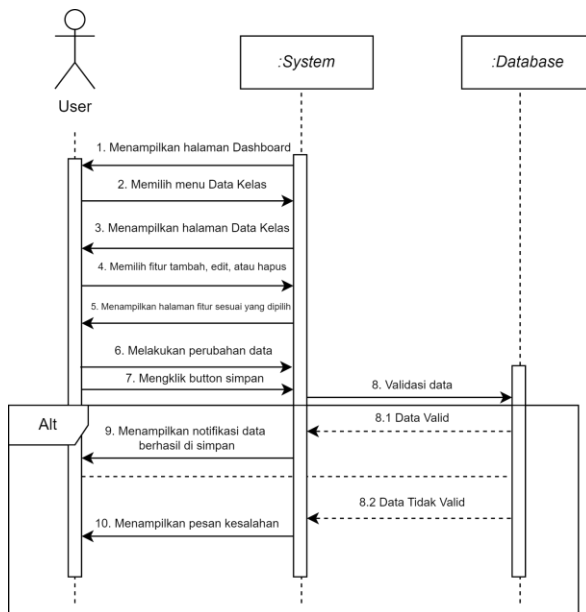 User
:System
:Database
1. Menampilkan halaman Dashboard
2. Memilih menu Data Kelas
3. Menampilkan halaman Data Kelas
4. Memilih fitur tambah, edit, atau hapus
5. Menampilkan halaman fitur sesuai yang dipilih
6. Melakukan perubahan data
7. Mengklik button simpan
8. Validasi data
Alt
8.1 Data Valid
9. Menampilkan notifikasi data
berhasil di simpan
8.2 Data Tidak Valid
10. Menampilkan pesan kesalahan